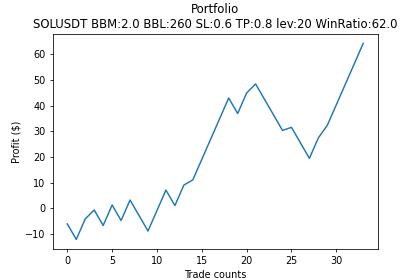 Portfolio
SOLUSDT BBM:2.0 BBL:260 SL:0.6 TP:0.8 lev:20 WinRatio:62.0
60
50
40
30
20
10
0
−10
Profit ($)
0 5 10 15 20 25 30
Trade counts